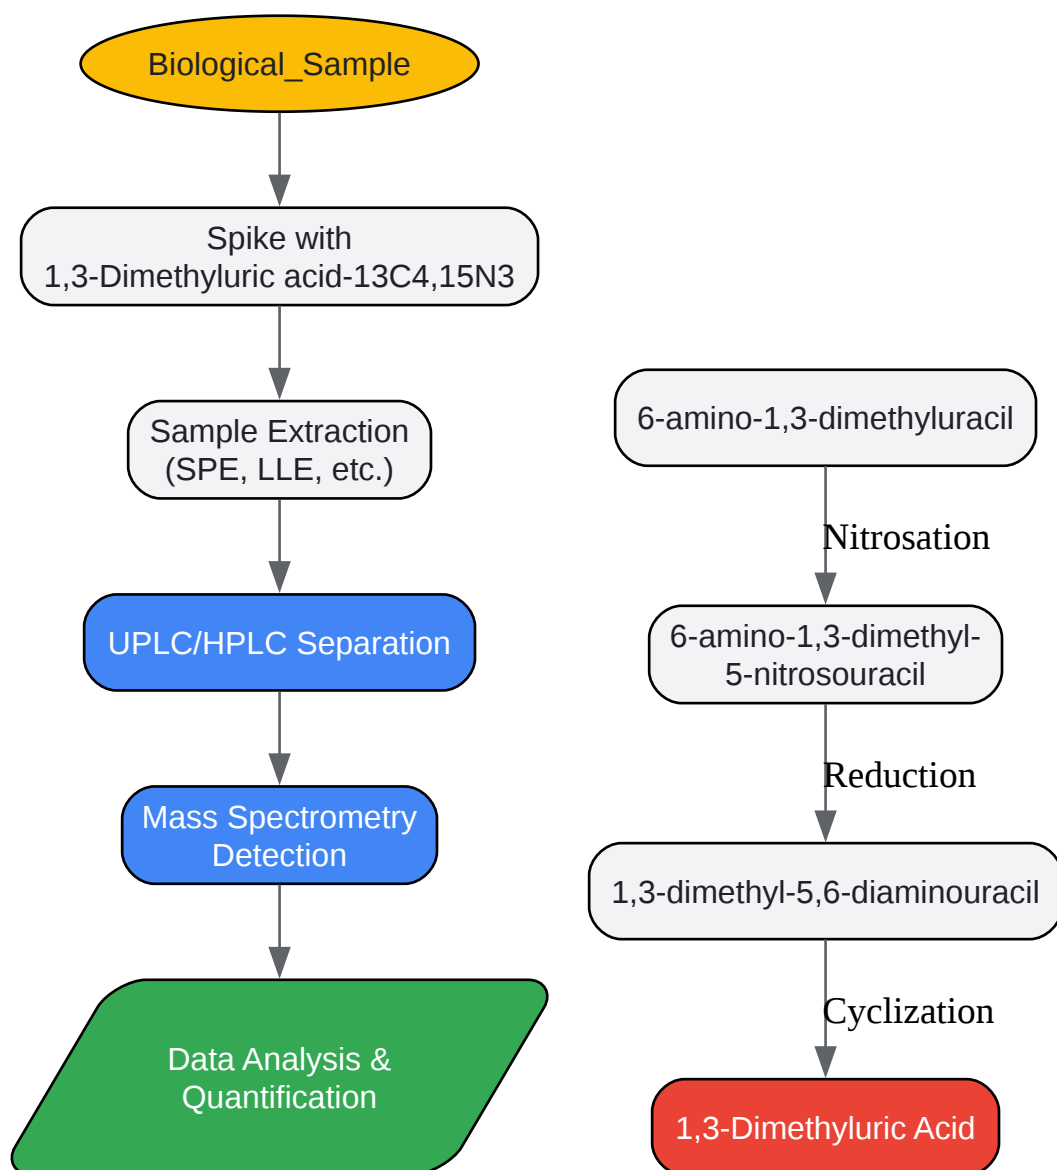 Biological_Sample
Spike with
1,3-Dimethyluric acid-13C4,15N3
Sample Extraction
(SPE, LLE, etc.)
UPLC/HPLC Separation
Mass Spectrometry
Detection
Data Analysis &
Quantification
6-amino-1,3-dimethyluracil
Nitrosation
6-amino-1,3-dimethyl-
5-nitrosouracil
Reduction
1,3-dimethyl-5,6-diaminouracil
Cyclization
1,3-Dimethyluric Acid